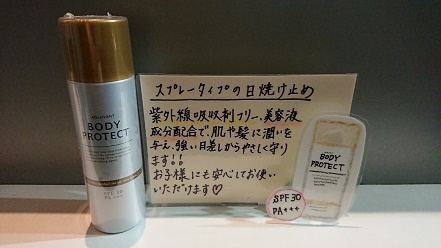 BODY
PROTECT
SPF 30
PA+++
スプレータイプの日焼け止め
紫外線吸収剤フリー、美容液
成分配合で、肌や髪に潤いを
与え、強い日差しからやさしく守り
ます!!
お子様にも安心してお使い
いただけます♡
BODY
PROTECT
SPF30
PA+++